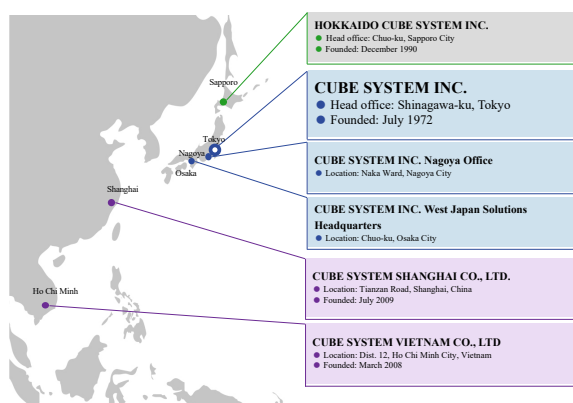 HOKKAIDO CUBE SYSTEM INC.
Head office: Chuo-ku, Sapporo City
Founded: December 1990
Sapporo
CUBE SYSTEM INC.
Head office: Shinagawa-ku, Tokyo
Founded: July 1972
Tokyo
Nagoya
Osaka
CUBE SYSTEM INC. Nagoya Office
Location: Naka Ward, Nagoya City
CUBE SYSTEM INC. West Japan Solutions
Headquarters
Location: Chuo-ku, Osaka City
Shanghai
CUBE SYSTEM SHANGHAI CO., LTD.
Location: Tianzan Road, Shanghai, China
Founded: July 2009
Ho Chi Minh
CUBE SYSTEM VIETNAM CO., LTD
Location: Dist. 12, Ho Chi Minh City, Vietnam
Founded: March 2008